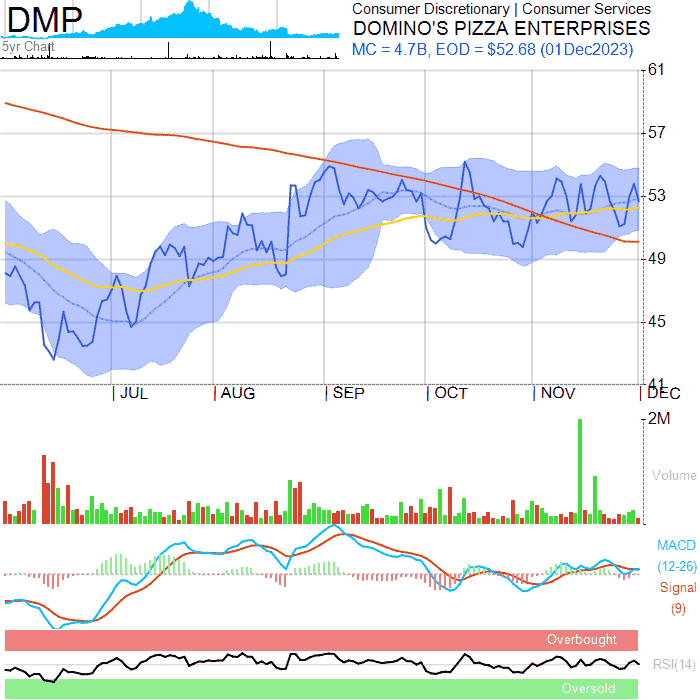 DMP
Consumer Discretionary | Consumer Services
DOMINO'S PIZZA ENTERPRISES
5yr Chart
MC = 4.7B, EOD = $52.68 (01Dec2023)
61
57
53
49
45
41
JUL
AUG
SEP
OCT
NOV
DEC
2M
Volume
MACD
(12-26)
Signal
(9)
Overbought
RSI(14)
Oversold